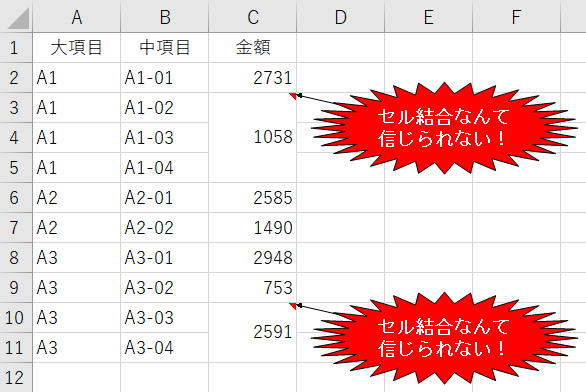 A B C D E F
1 大項目 中項目 金額
2 A1 A1-01 2731
3 A1 A1-02
4 A1 A1-03 1058
5 A1 A1-04
6 A2 A2-01 2585
7 A2 A2-02 1490
8 A3 A3-01 2948
9 A3 A3-02 753
10 A3 A3-03
2591
11 A3 A3-04
12
セル結合なんて
信じられない！
セル結合なんて
信じられない！